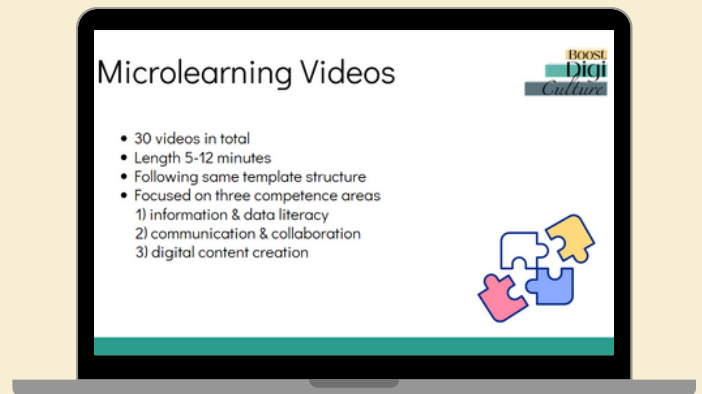 Microlearning Videos
Boost
Digi
Culture
• 30 videos in total
• Length 5-12 minutes
• Following same template structure
• Focused on three competence areas
1) information & data literacy
2) communication & collaboration
3) digital content creation